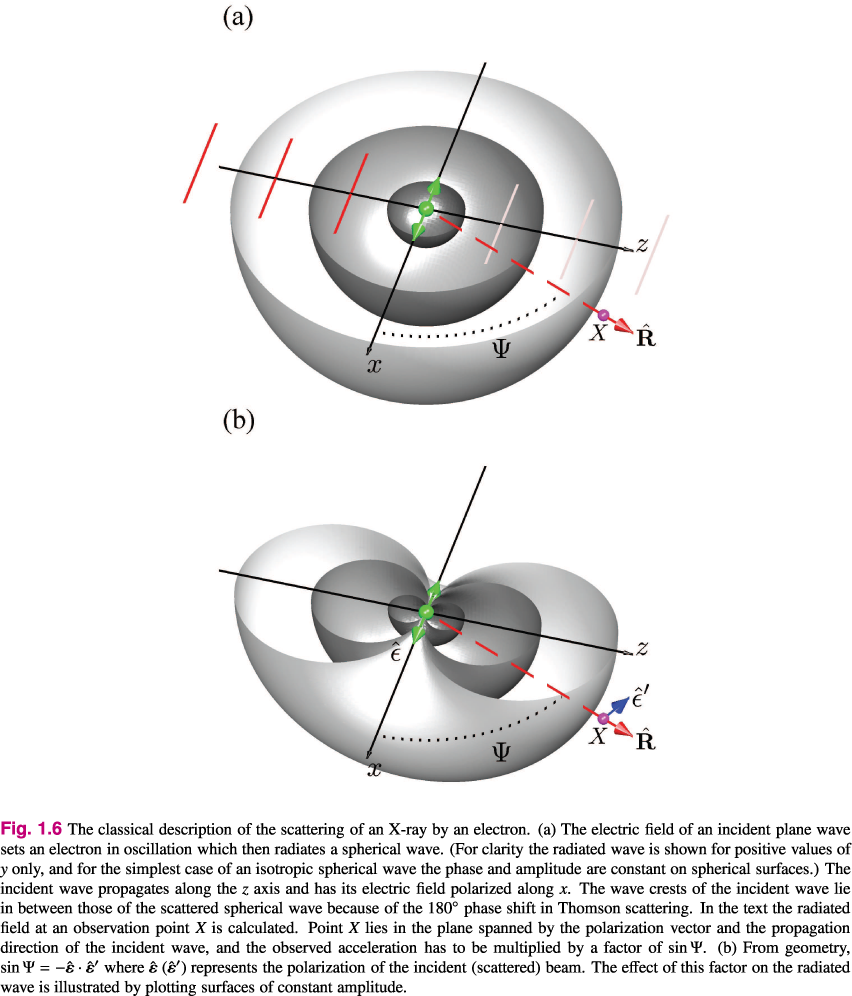 (a)
z
X
R̂
Ψ
x
(b)
ϵ̂
z
ϵ̂′
X
R̂
Ψ
x
Fig. 1.6 The classical description of the scattering of an X-ray by an electron. (a) The electric field of an incident plane wave
sets an electron in oscillation which then radiates a spherical wave. (For clarity the radiated wave is shown for positive values of
y only, and for the simplest case of an isotropic spherical wave the phase and amplitude are constant on spherical surfaces.) The
incident wave propagates along the z axis and has its electric field polarized along x. The wave crests of the incident wave lie
in between those of the scattered spherical wave because of the 180° phase shift in Thomson scattering. In the text the radiated
field at an observation point X is calculated. Point X lies in the plane spanned by the polarization vector and the propagation
direction of the incident wave, and the observed acceleration has to be multiplied by a factor of sin Ψ. (b) From geometry,
sin Ψ = −ε̂ · ε̂′ where ε̂ (ε̂′) represents the polarization of the incident (scattered) beam. The effect of this factor on the radiated
wave is illustrated by plotting surfaces of constant amplitude.